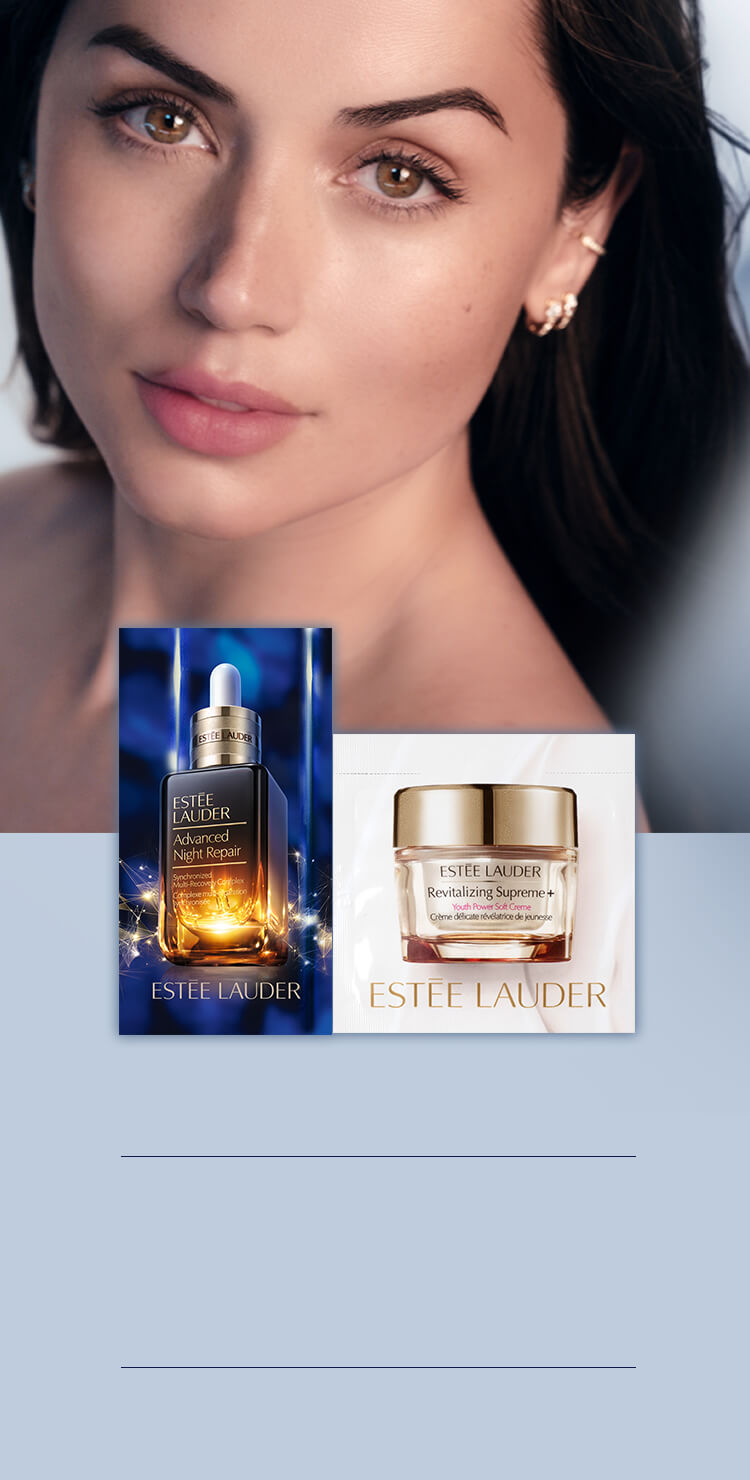 ESTĒE LAUDER
ESTĒE
LAUDER
Advanced
Night Repair
Synchronized
Multi-Recovery Complex
ESTĒE LAUDER
ESTĒE LAUDER
Revitalizing Supreme+
Youth Power Soft Creme
Crème délicate révélatrice de jeunesse
ESTĒE LAUDER